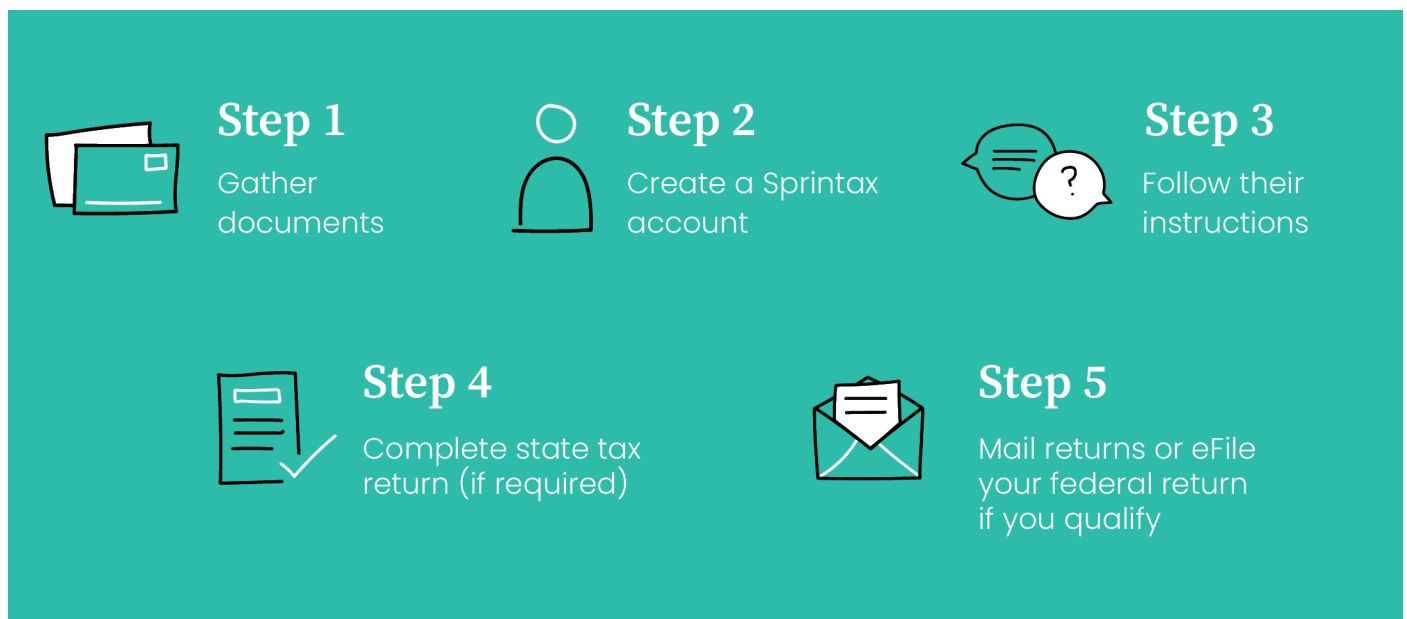 Step 1
Gather
documents
Step 2
Create a Sprintax
account
Step 3
Follow their
instructions
?
Step 4
Complete state tax
return (if required)
Step 5
Mail returns or eFile
your federal return
if you qualify